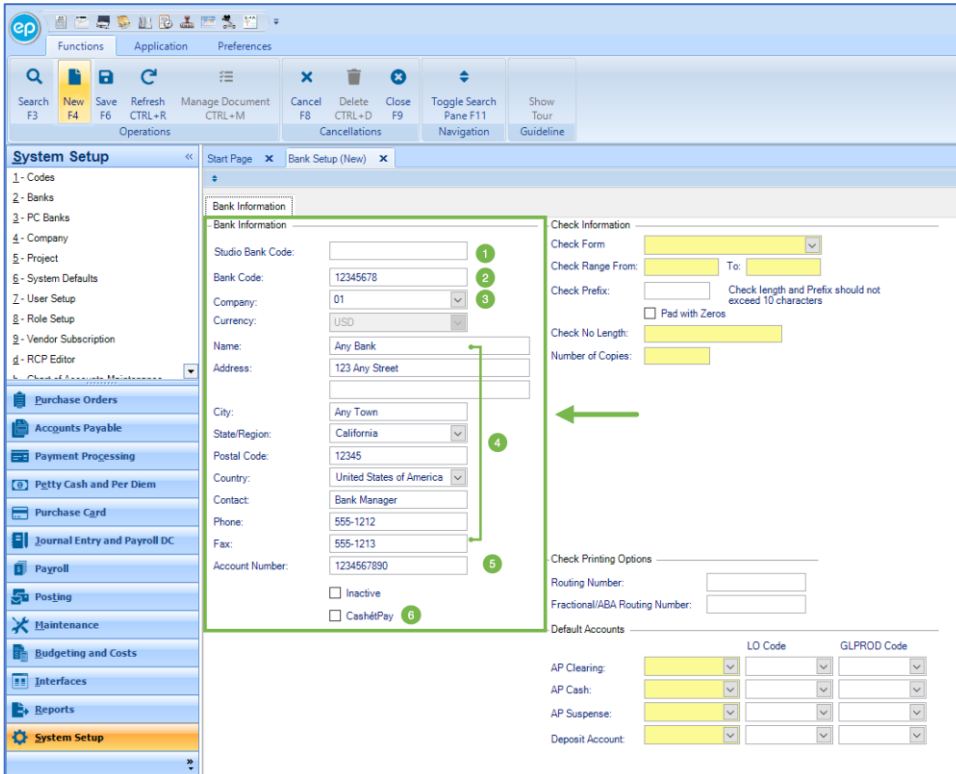 ep
Functions Application Preferences
Search F3
New F4
Save F6
Refresh CTRL+R
Manage Document CTRL+M
Operations
Cancel F8
Delete CTRL+D
Close F9
Cancellations
Toggle Search Pane F11
Navigation
Show Tour
Guideline
System Setup «
1 - Codes
2 - Banks
3 - PC Banks
4 - Company
5 - Project
6 - System Defaults
7 - User Setup
8 - Role Setup
9 - Vendor Subscription
d - RCP Editor
Purchase Orders
Accounts Payable
Payment Processing
Petty Cash and Per Diem
Purchase Card
Journal Entry and Payroll DC
Payroll
Posting
Maintenance
Budgeting and Costs
Interfaces
Reports
System Setup
Start Page Bank Setup (New)
Bank Information
Bank Information
Studio Bank Code: 1
Bank Code: 12345678 2
Company: 01 3
Currency: USD
Name: Any Bank
Address: 123 Any Street
City: Any Town
State/Region: California 4
Postal Code: 12345
Country: United States of America
Contact: Bank Manager
Phone: 555-1212
Fax: 555-1213
Account Number: 1234567890 5
Inactive
CashétPay 6
Check Information
Check Form
Check Range From: To:
Check Prefix: Check length and Prefix should not
exceed 10 characters
Pad with Zeros
Check No Length:
Number of Copies:
Check Printing Options
Routing Number:
Fractional/ABA Routing Number:
Default Accounts
LO Code GLPROD Code
AP Clearing:
AP Cash:
AP Suspense:
Deposit Account: